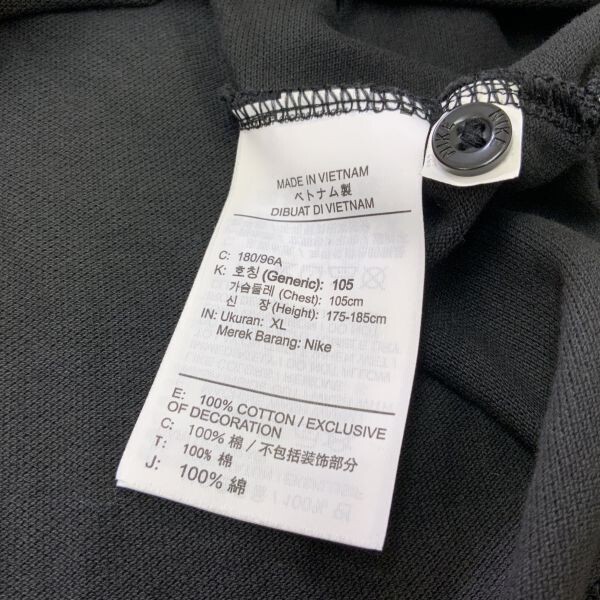 MADE IN VIETNAM
ベトナム製
DIBUAT DI VIETNAM
C: 180/96A
K: 호칭 (Generic): 105
가슴둘레 (Chest): 105cm
신 장 (Height): 175-185cm
IN: Ukuran: XL
Merek Barang: Nike
E: 100% COTTON / EXCLUSIVE
OF DECORATION
C: 100% 棉 / 不包括装饰部分
T: 100% 棉
J: 100% 綿
NIKE NIKE